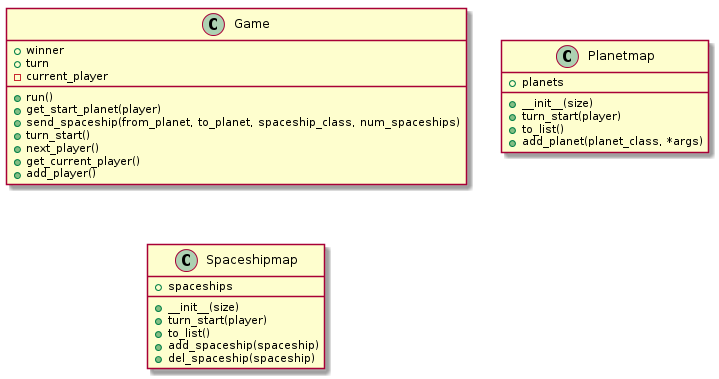 C Game
winner
turn
current_player
run()
get_start_planet(player)
send_spaceship(from_planet, to_planet, spaceship_class, num_spaceships)
turn_start()
next_player()
get_current_player()
add_player()
C Planetmap
planets
__init__(size)
turn_start(player)
to_list()
add_planet(planet_class, *args)
C Spaceshipmap
spaceships
__init__(size)
turn_start(player)
to_list()
add_spaceship(spaceship)
del_spaceship(spaceship)